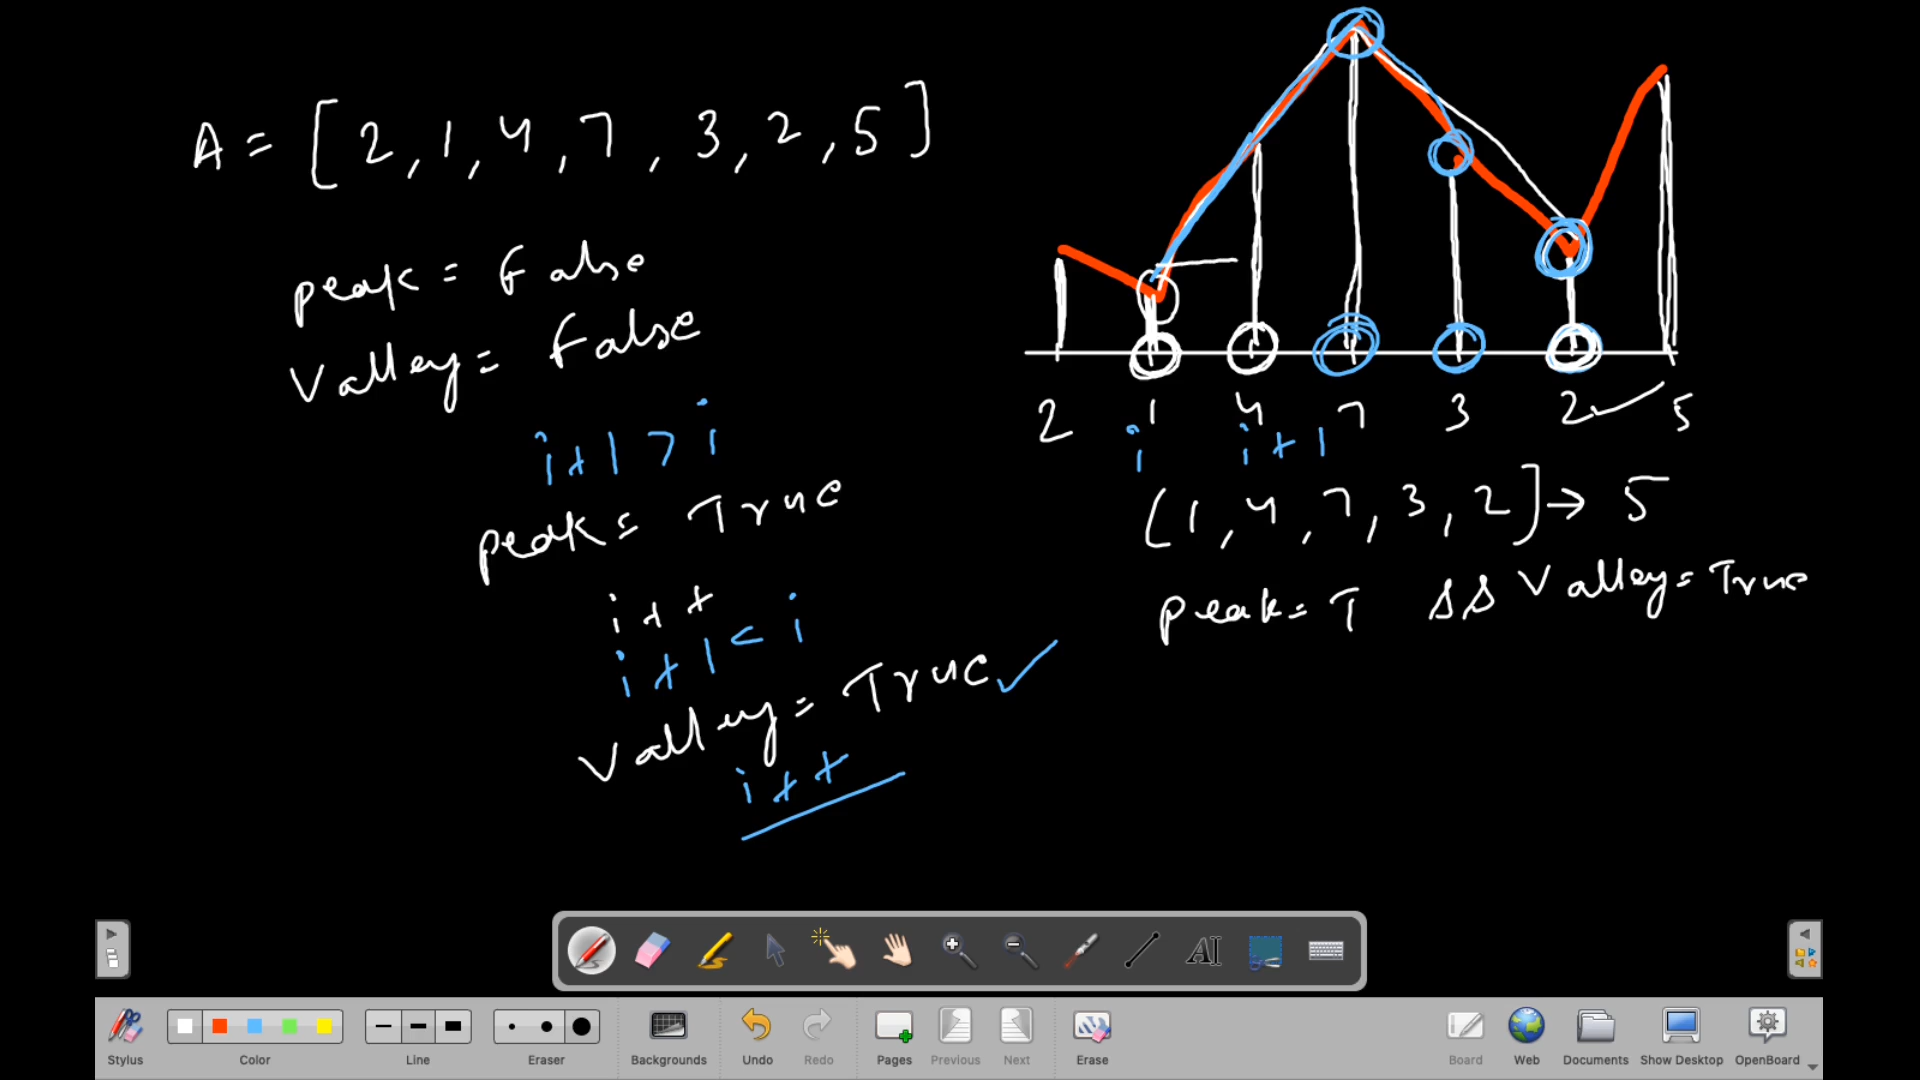 A = [ 2 , 1 , 4 , 7 , 3 , 2 , 5 ]
peak = False
Valley = False
i + 1 > i
peak = True
i + +
i + 1 < i
Valley = True ✓
i + +
2 1 4 7 3 2 ✓ 5
i i + 1
( 1 , 4 , 7 , 3 , 2 ] → 5
peak = T && Valley = True
Stylus Color Line Eraser Backgrounds Undo Redo Pages Previous Next Erase Board Web Documents Show Desktop OpenBoard